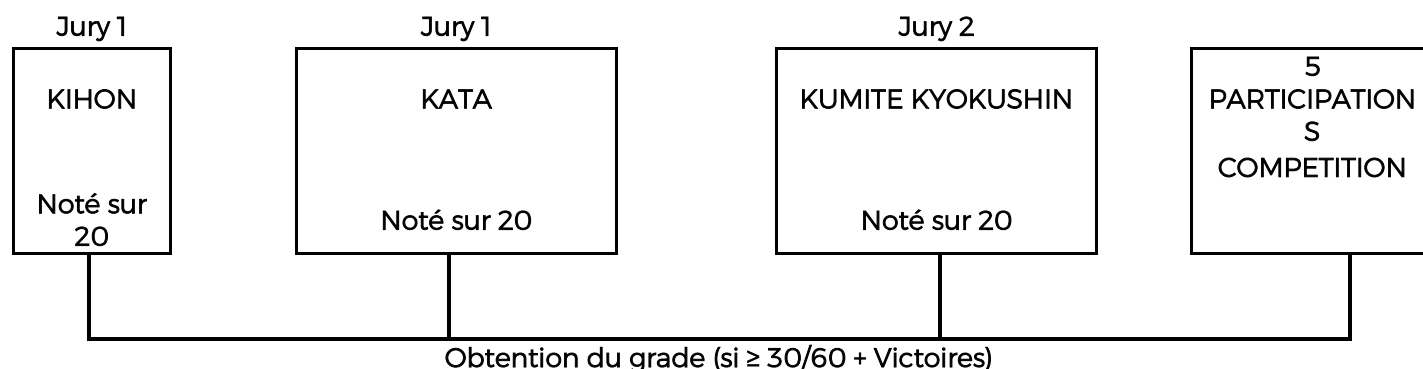 Jury 1
KIHON
Noté sur
20
Jury 1
KATA
Noté sur 20
Jury 2
KUMITE KYOKUSHIN
Noté sur 20
5
PARTICIPATION
S
COMPETITION
Obtention du grade (si ≥ 30/60 + Victoires)